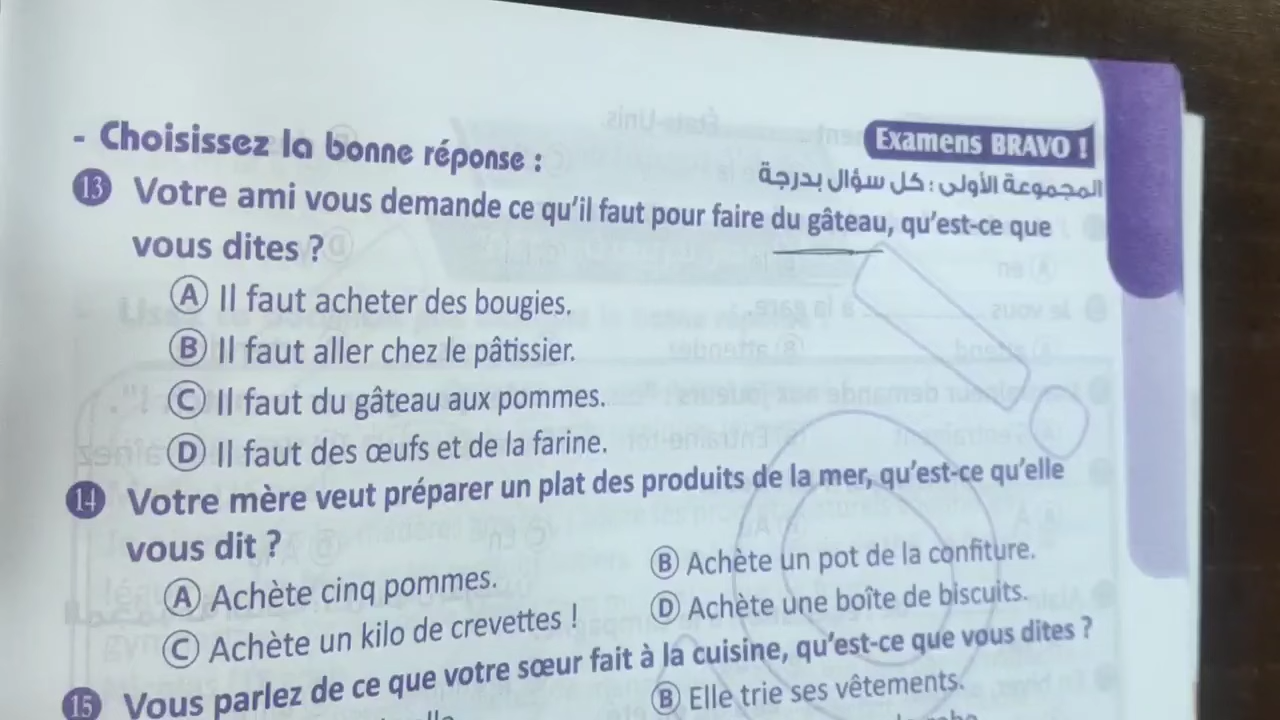 Examens BRAVO !
- Choisissez la bonne réponse :
المجموعة الأولى : كل سؤال بدرجة
13 Votre ami vous demande ce qu'il faut pour faire du gâteau, qu'est-ce que
vous dites ?
A Il faut acheter des bougies.
B Il faut aller chez le pâtissier.
C Il faut du gâteau aux pommes.
D Il faut des œufs et de la farine.
14 Votre mère veut préparer un plat des produits de la mer, qu'est-ce qu'elle
vous dit ?
A Achète cinq pommes.
B Achète un pot de la confiture.
C Achète un kilo de crevettes !
D Achète une boîte de biscuits.
15 Vous parlez de ce que votre sœur fait à la cuisine, qu'est-ce que vous dites ?
B Elle trie ses vêtements.